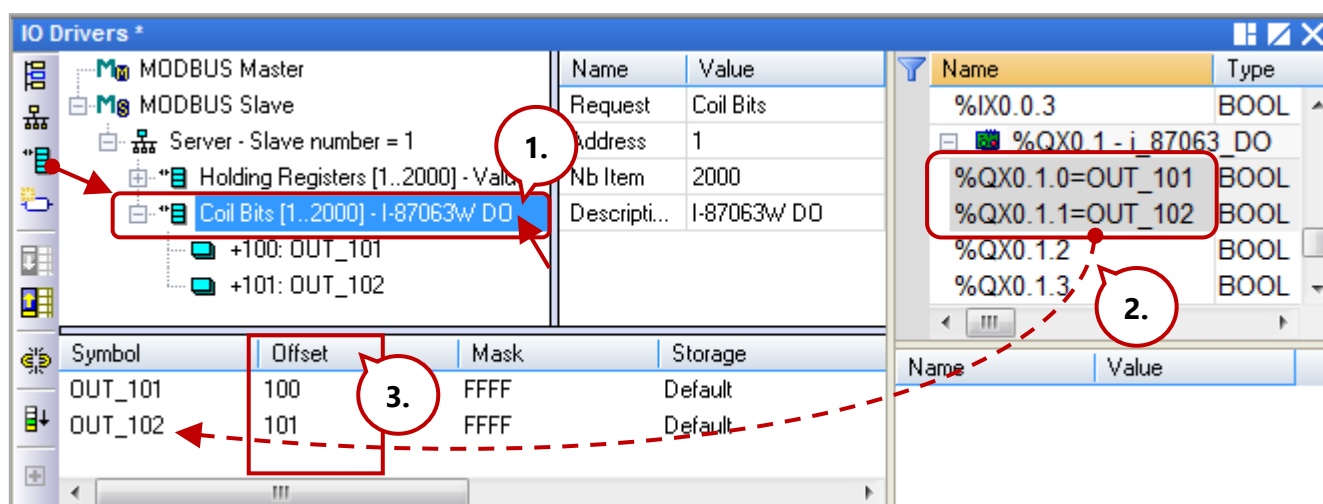 IO Drivers *
MODBUS Master
MODBUS Slave
Server - Slave number = 1
Holding Registers [1..2000] - Valu
Coil Bits [1..2000] - I-87063W DO
+100: OUT_101
+101: OUT_102
1.
Name Value
Request Coil Bits
Address 1
Nb Item 2000
Descripti... I-87063W DO
Name Type
%IX0.0.3 BOOL
%QX0.1 - i_87063_DO
%QX0.1.0=OUT_101 BOOL
%QX0.1.1=OUT_102 BOOL
%QX0.1.2 BOOL
%QX0.1.3 BOOL
2.
Symbol Offset Mask Storage
OUT_101 100 FFFF Default
OUT_102 101 FFFF Default
3.
Name Value